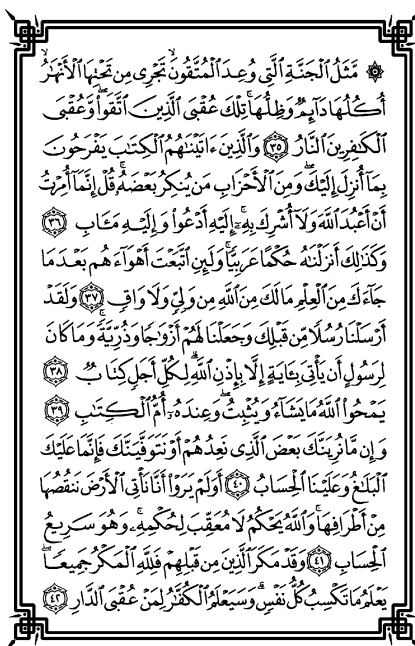 ۞ مَّثَلُ ٱلْجَنَّةِ ٱلَّتِى وُعِدَ ٱلْمُتَّقُونَۖ تَجْرِى مِن تَحْتِهَا ٱلْأَنْهَٰرُۖ
أُكُلُهَا دَآئِمٌ وَظِلُّهَاۚ تِلْكَ عُقْبَى ٱلَّذِينَ ٱتَّقَوا۟ۖ وَّعُقْبَى
ٱلْكَٰفِرِينَ ٱلنَّارُ ﴿٣٥﴾ وَٱلَّذِينَ ءَاتَيْنَٰهُمُ ٱلْكِتَٰبَ يَفْرَحُونَ
بِمَآ أُنزِلَ إِلَيْكَۖ وَمِنَ ٱلْأَحْزَابِ مَن يُنكِرُ بَعْضَهُۥۚ قُلْ إِنَّمَآ أُمِرْتُ
أَنْ أَعْبُدَ ٱللَّهَ وَلَآ أُشْرِكَ بِهِۦٓۚ إِلَيْهِ أَدْعُوا۟ وَإِلَيْهِ مَـَٔابِ ﴿٣٦﴾
وَكَذَٰلِكَ أَنزَلْنَٰهُ حُكْمًا عَرَبِيًّاۚ وَلَئِنِ ٱتَّبَعْتَ أَهْوَآءَهُم بَعْدَمَا
جَآءَكَ مِنَ ٱلْعِلْمِ مَالَكَ مِنَ ٱللَّهِ مِن وَلِىٍّ وَلَا وَاقٍ ﴿٣٧﴾ وَلَقَدْ
أَرْسَلْنَا رُسُلًا مِّن قَبْلِكَ وَجَعَلْنَا لَهُمْ أَزْوَٰجًا وَذُرِّيَّةًۚ وَمَا كَانَ
لِرَسُولٍ أَن يَأْتِىَ بِـَٔايَةٍ إِلَّا بِإِذْنِ ٱللَّهِۗ لِكُلِّ أَجَلٍ كِتَابٌ ﴿٣٨﴾
يَمْحُوا۟ ٱللَّهُ مَا يَشَآءُ وَيُثْبِتُۖ وَعِندَهُۥٓ أُمُّ ٱلْكِتَٰبِ ﴿٣٩﴾
وَإِن مَّا نُرِيَنَّكَ بَعْضَ ٱلَّذِى نَعِدُهُمْ أَوْ نَتَوَفَّيَنَّكَ فَإِنَّمَا عَلَيْكَ
ٱلْبَلَٰغُ وَعَلَيْنَا ٱلْحِسَابُ ﴿٤٠﴾ أَوَلَمْ يَرَوْا۟ أَنَّا نَأْتِى ٱلْأَرْضَ نَنقُصُهَا
مِنْ أَطْرَافِهَاۚ وَٱللَّهُ يَحْكُمُ لَا مُعَقِّبَ لِحُكْمِهِۦۚ وَهُوَ سَرِيعُ
ٱلْحِسَابِ ﴿٤١﴾ وَقَدْ مَكَرَ ٱلَّذِينَ مِن قَبْلِهِمْ فَلِلَّهِ ٱلْمَكْرُ جَمِيعًاۖ
يَعْلَمُ مَا تَكْسِبُ كُلُّ نَفْسٍۗ وَسَيَعْلَمُ ٱلْكُفَّٰرُ لِمَنْ عُقْبَى ٱلدَّارِ ﴿٤٢﴾